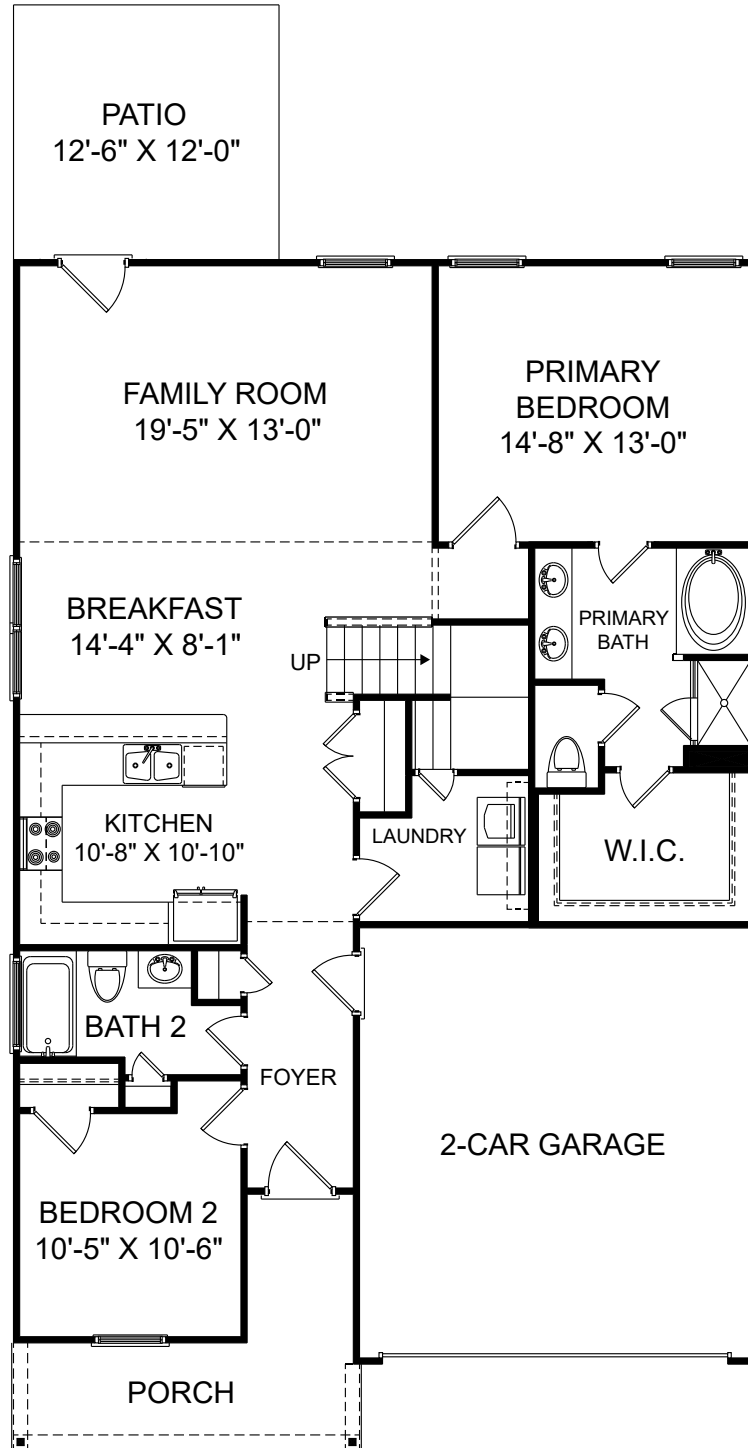 PATIO
12'-6" X 12'-0"
FAMILY ROOM
19'-5" X 13'-0"
PRIMARY
BEDROOM
14'-8" X 13'-0"
BREAKFAST
14'-4" X 8'-1"
UP
PRIMARY
BATH
KITCHEN
10'-8" X 10'-10"
LAUNDRY
W.I.C.
BATH 2
FOYER
2-CAR GARAGE
BEDROOM 2
10'-5" X 10'-6"
PORCH